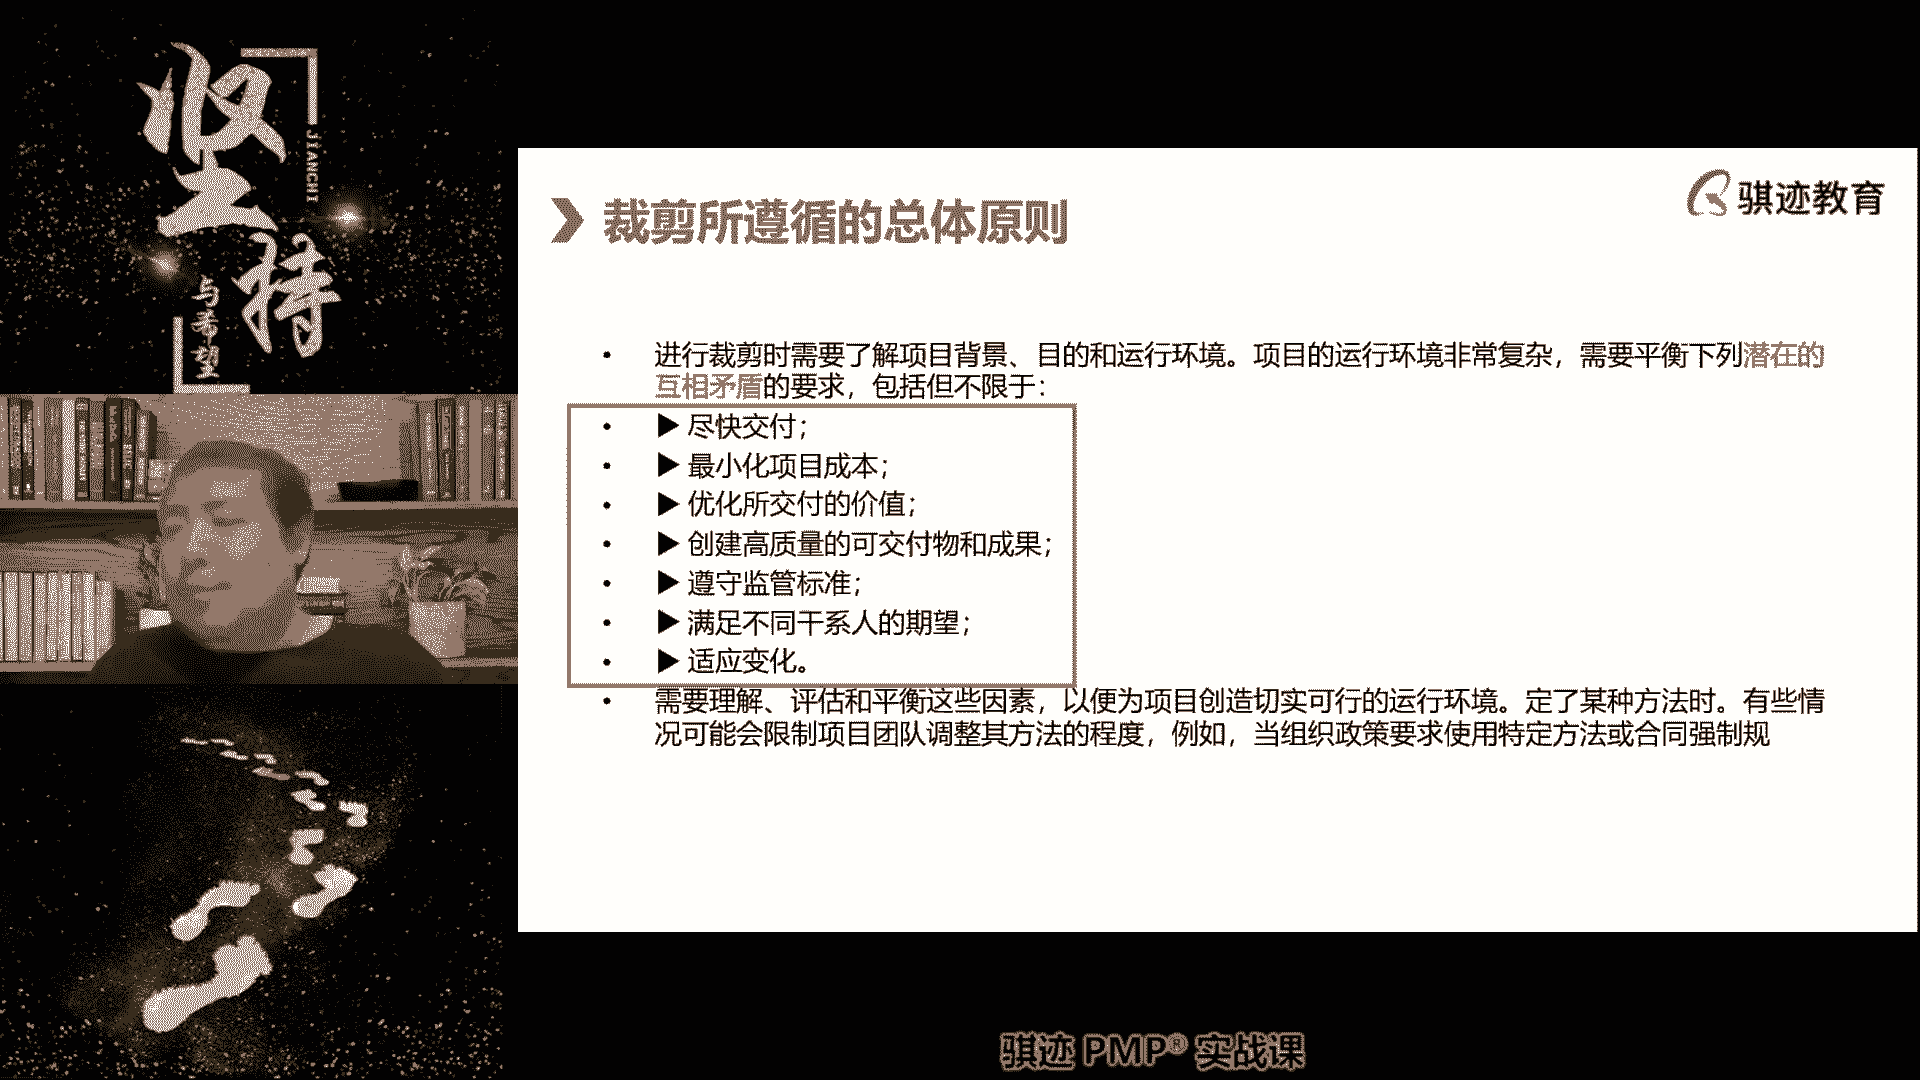 坚持
JIANCHI
与希望
骐迹教育
裁剪所遵循的总体原则
• 进行裁剪时需要了解项目背景、目的和运行环境。项目的运行环境非常复杂，需要平衡下列潜在的
互相矛盾的要求，包括但不限于：
• ▶ 尽快交付；
• ▶ 最小化项目成本；
• ▶ 优化所交付的价值；
• ▶ 创建高质量的可交付物和成果；
• ▶ 遵守监管标准；
• ▶ 满足不同干系人的期望；
• ▶ 适应变化。
• 需要理解、评估和平衡这些因素，以便为项目创造切实可行的运行环境。定了某种方法时。有些情
况可能会限制项目团队调整其方法的程度，例如，当组织政策要求使用特定方法或合同强制规
骐迹 PMP® 实战课